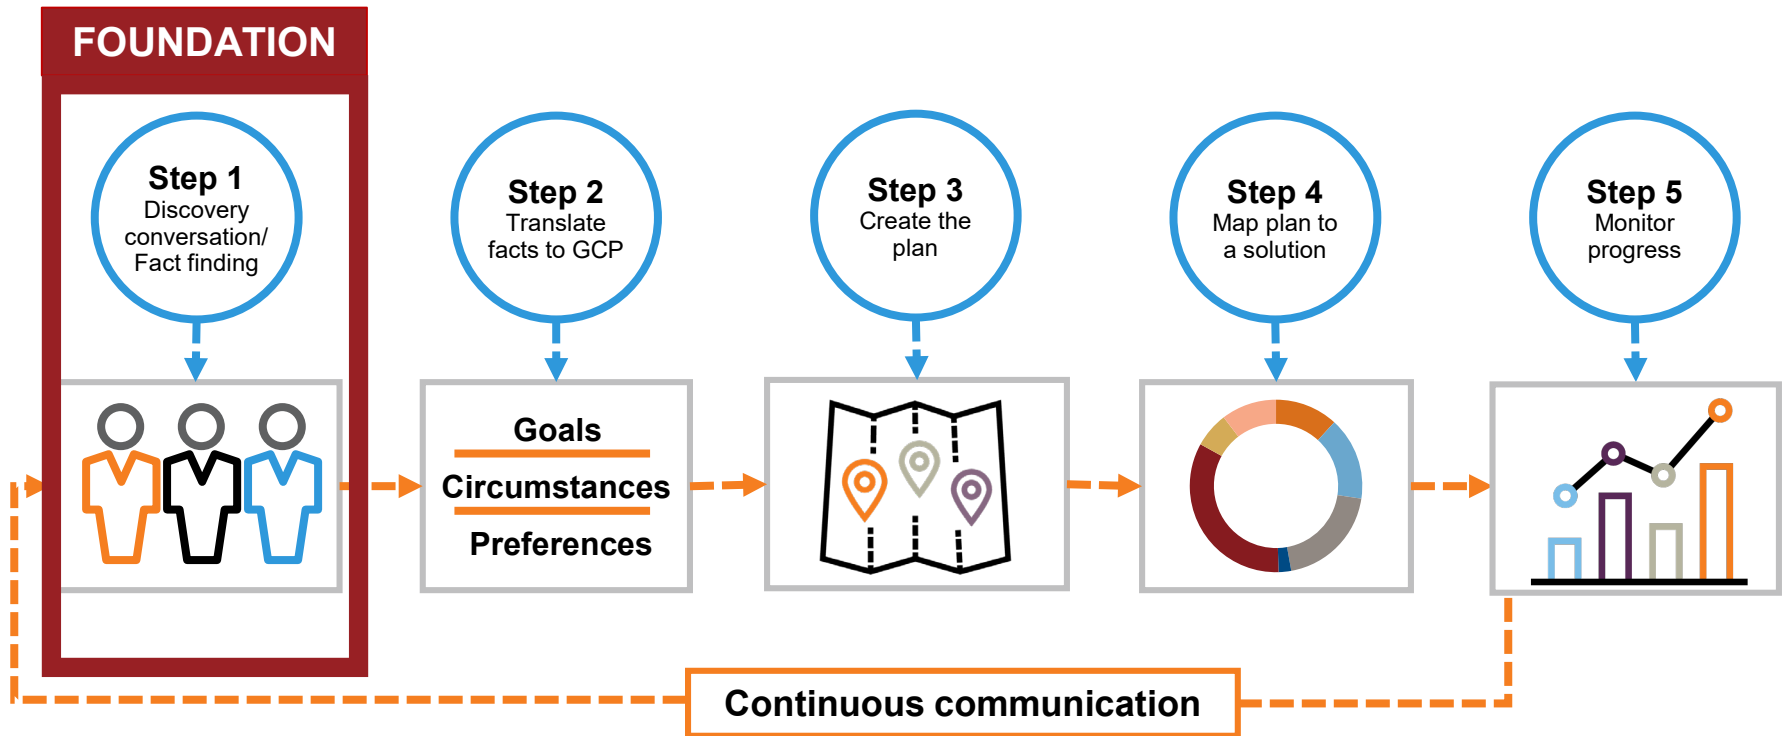 FOUNDATION
Step 1
Discovery
conversation/
Fact finding
Step 2
Translate
facts to GCP
Step 3
Create the
plan
Step 4
Map plan to
a solution
Step 5
Monitor
progress
Goals
Circumstances
Preferences
Continuous communication